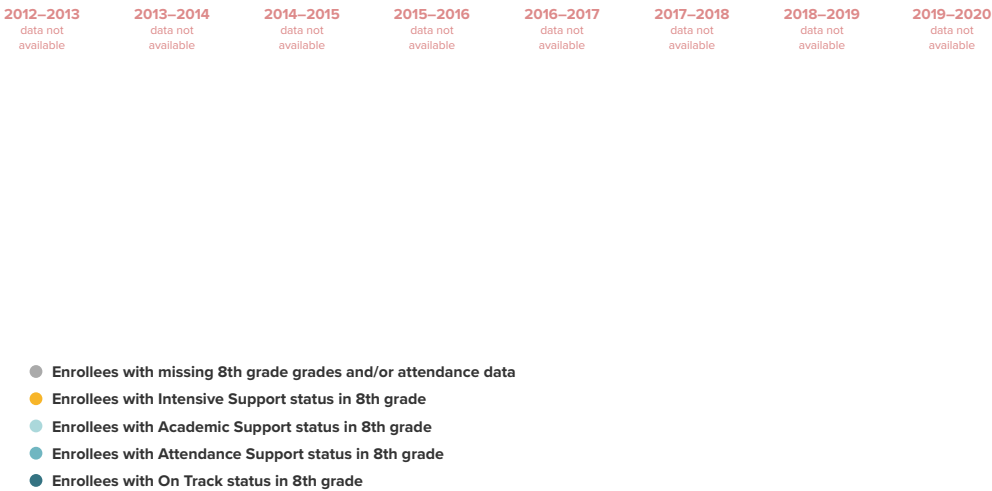 2012–2013 2013–2014 2014–2015 2015–2016 2016–2017 2017–2018 2018–2019 2019–2020
data not data not data not data not data not data not data not data not
available available available available available available available available
Enrollees with missing 8th grade grades and/or attendance data
Enrollees with Intensive Support status in 8th grade
Enrollees with Academic Support status in 8th grade
Enrollees with Attendance Support status in 8th grade
Enrollees with On Track status in 8th grade